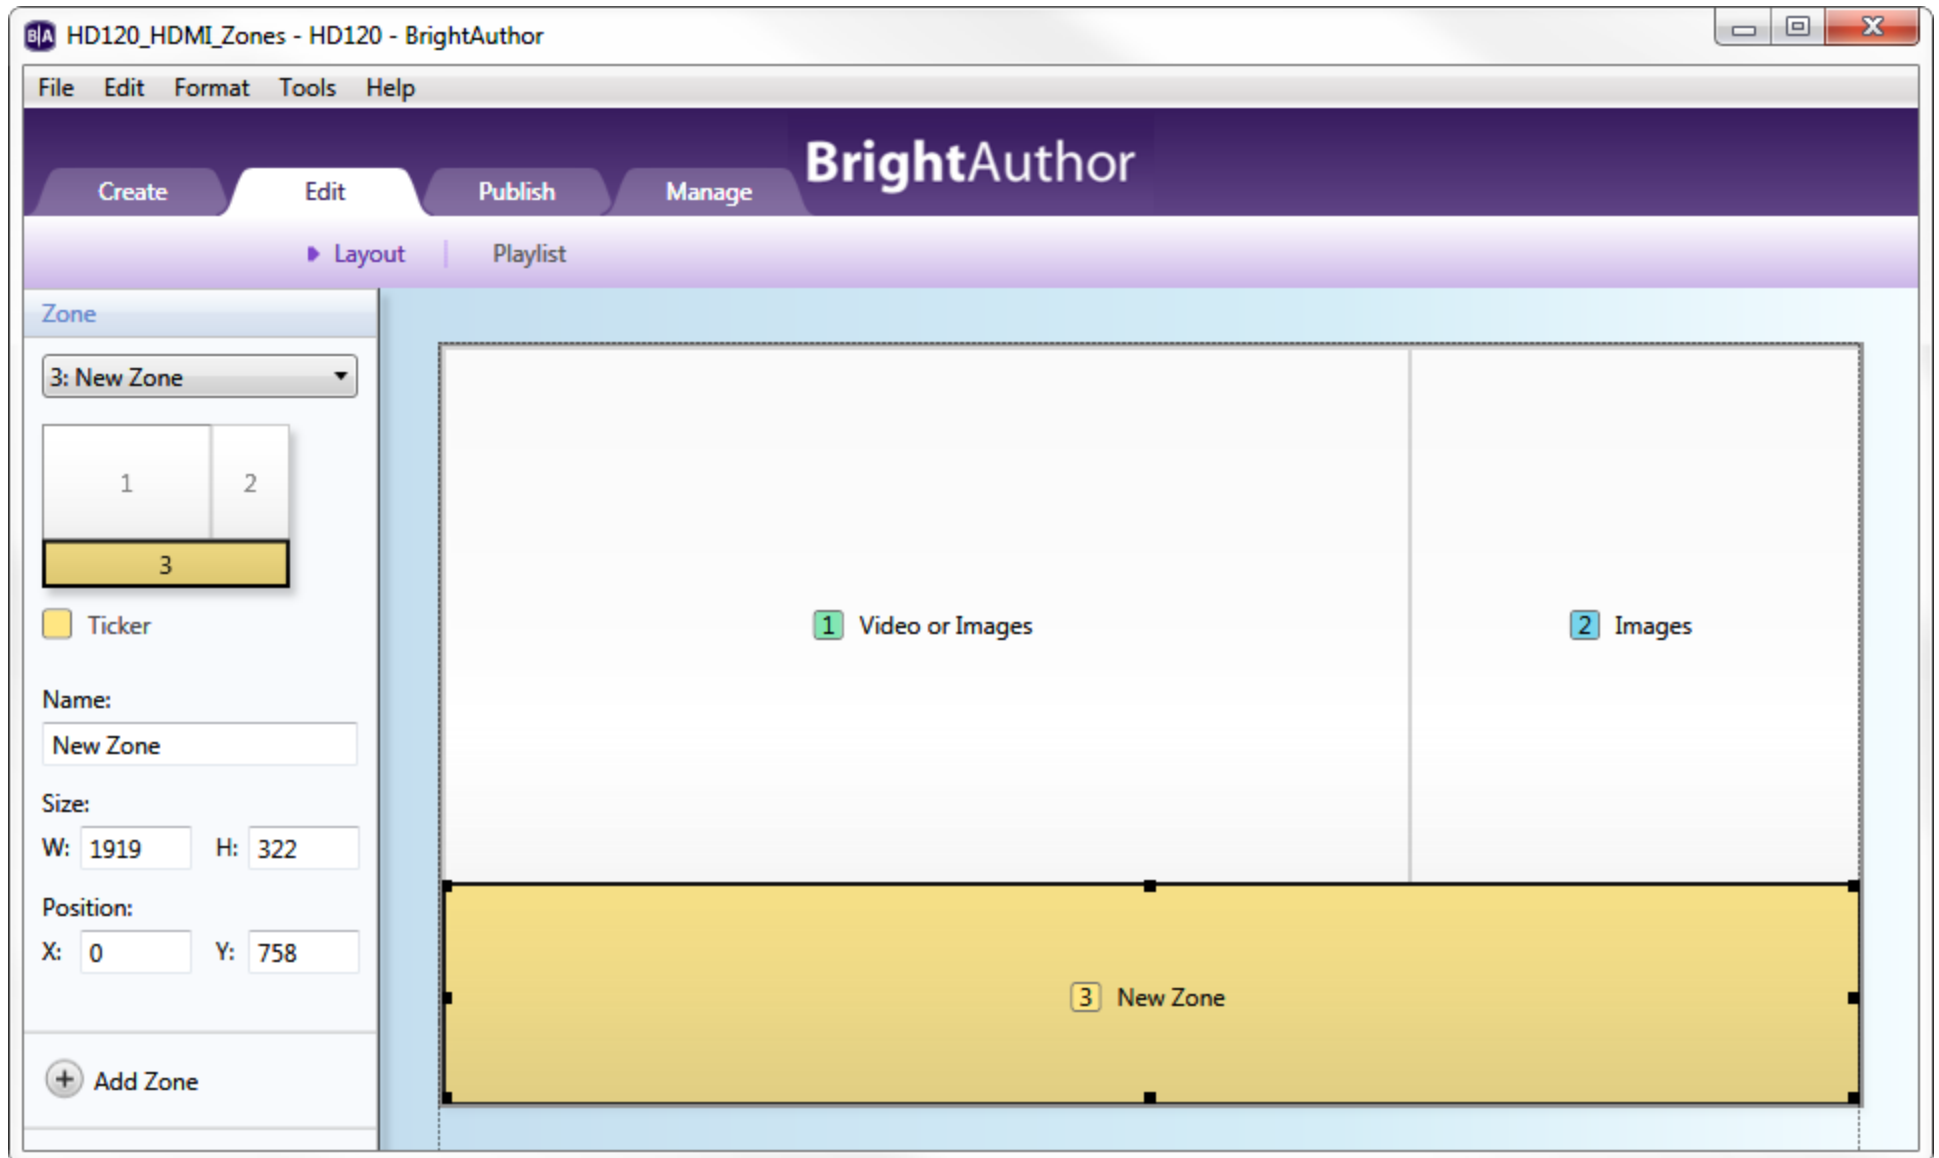 B|A HD120_HDMI_Zones - HD120 - BrightAuthor
File Edit Format Tools Help
BrightAuthor
Create Edit Publish Manage
Layout Playlist
Zone
3: New Zone
1 2
3
Ticker
Name:
New Zone
Size:
W: 1919 H: 322
Position:
X: 0 Y: 758
Add Zone
1 Video or Images
2 Images
3 New Zone